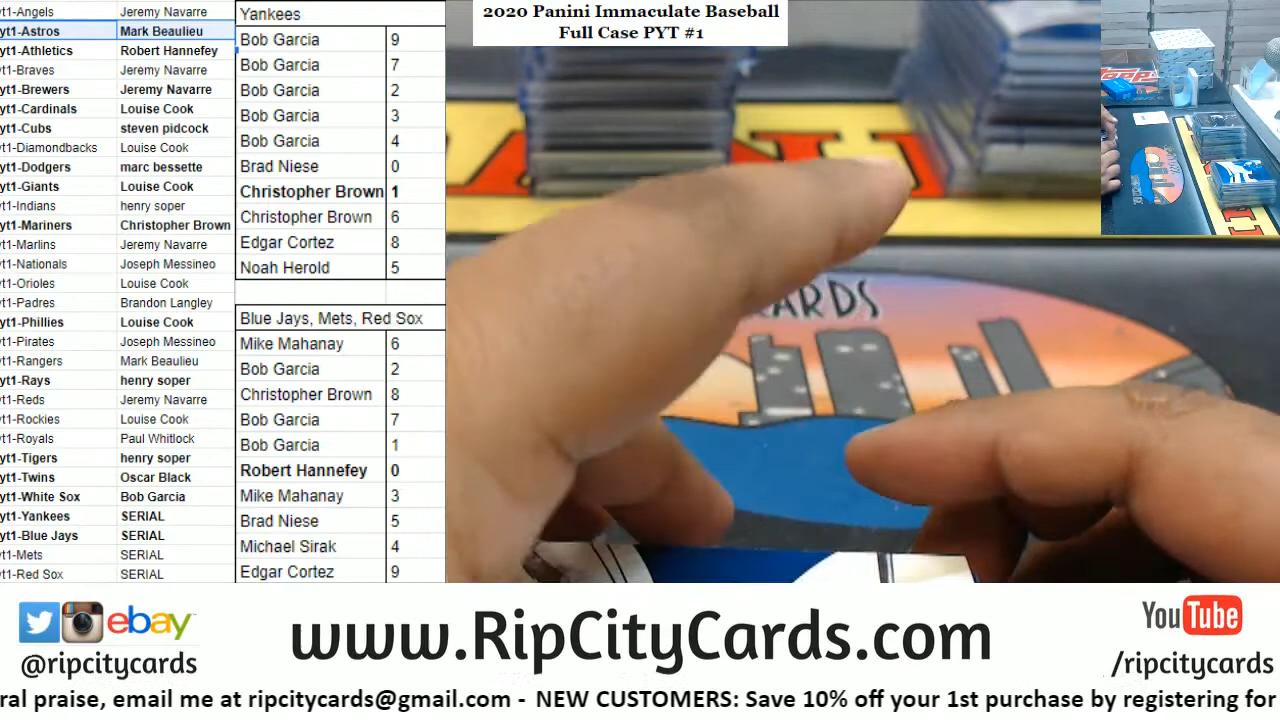 yt1-Angels Jeremy Navarre
yt1-Astros Mark Beaulieu
yt1-Athletics Robert Hannefey
yt1-Braves Jeremy Navarre
yt1-Brewers Jeremy Navarre
yt1-Cardinals Louise Cook
yt1-Cubs steven pidcock
yt1-Diamondbacks Louise Cook
yt1-Dodgers marc bessette
yt1-Giants Louise Cook
yt1-Indians henry soper
yt1-Mariners Christopher Brown
yt1-Marlins Jeremy Navarre
yt1-Nationals Joseph Messineo
yt1-Orioles Louise Cook
yt1-Padres Brandon Langley
yt1-Phillies Louise Cook
yt1-Pirates Joseph Messineo
yt1-Rangers Mark Beaulieu
yt1-Rays henry soper
yt1-Reds Jeremy Navarre
yt1-Rockies Louise Cook
yt1-Royals Paul Whitlock
yt1-Tigers henry soper
yt1-Twins Oscar Black
yt1-White Sox Bob Garcia
yt1-Yankees SERIAL
yt1-Blue Jays SERIAL
yt1-Mets SERIAL
yt1-Red Sox SERIAL
Yankees
Bob Garcia 9
Bob Garcia 7
Bob Garcia 2
Bob Garcia 3
Bob Garcia 4
Brad Niese 0
Christopher Brown 1
Christopher Brown 6
Edgar Cortez 8
Noah Herold 5
Blue Jays, Mets, Red Sox
Mike Mahanay 6
Bob Garcia 2
Christopher Brown 8
Bob Garcia 7
Bob Garcia 1
Robert Hannefey 0
Mike Mahanay 3
Brad Niese 5
Michael Sirak 4
Edgar Cortez 9
2020 Panini Immaculate Baseball
Full Case PYT #1
ARDS
ebay
@ripcitycards
www.RipCityCards.com
YouTube
/ripcitycards
ral praise, email me at ripcitycards@gmail.com - NEW CUSTOMERS: Save 10% off your 1st purchase by registering for